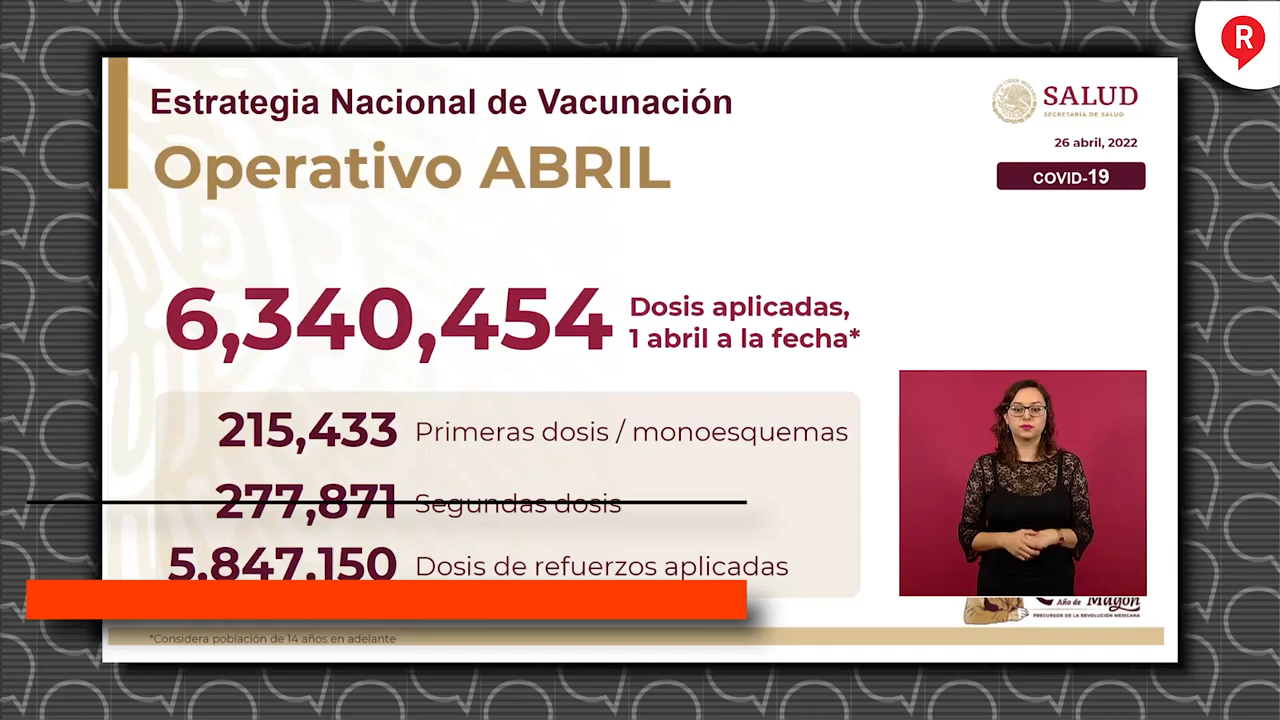 R
Estrategia Nacional de Vacunación
Operativo ABRIL
SALUD
SECRETARÍA DE SALUD
26 abril, 2022
COVID-19
6,340,454 Dosis aplicadas,
1 abril a la fecha*
215,433 Primeras dosis / monoesquemas
277,871 Segundas dosis
5,847,150 Dosis de refuerzos aplicadas
Año de Magón
PRECURSOR DE LA REVOLUCIÓN MEXICANA
*Considera población de 14 años en adelante